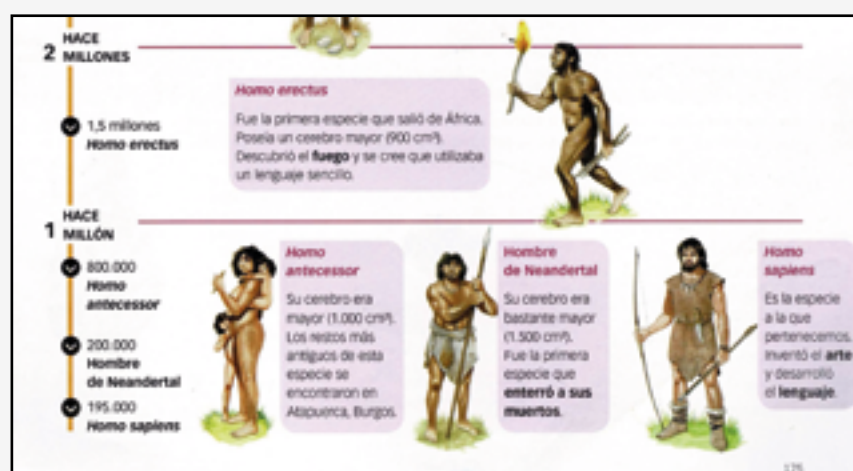 2 HACE
MILLONES
1,5 millones
Homo erectus
Homo erectus
Fue la primera especie que salió de África.
Poseía un cerebro mayor (900 cm³).
Descubrió el fuego y se cree que utilizaba
un lenguaje sencillo.
1 HACE
MILLÓN
800.000
Homo
antecessor
200.000
Hombre
de Neandertal
195.000
Homo sapiens
Homo
antecessor
Su cerebro era
mayor (1.000 cm³).
Los restos más
antiguos de esta
especie se
encontraron en
Atapuerca, Burgos.
Hombre
de Neandertal
Su cerebro era
bastante mayor
(1.500 cm³).
Fue la primera
especie que
enterró a sus
muertos.
Homo
sapiens
Es la especie
a la que
pertenecemos.
Inventó el arte
y desarrolló
el lenguaje.